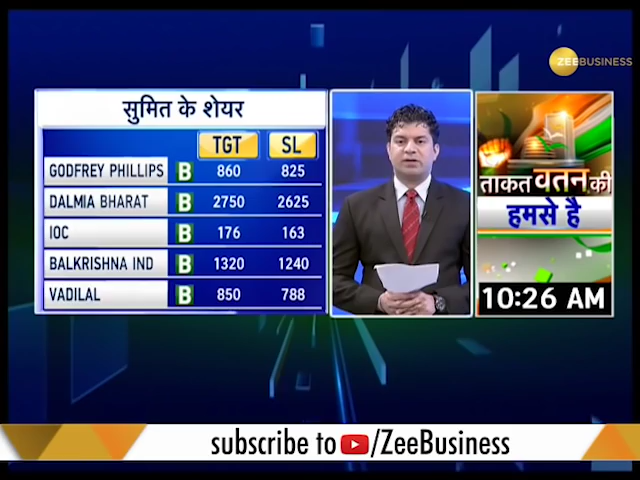 ZEEBUSINESS
सुमित के शेयर
TGT SL
GODFREY PHILLIPS B 860 825
DALMIA BHARAT B 2750 2625
IOC B 176 163
BALKRISHNA IND B 1320 1240
VADILAL B 850 788
ताकत वतन की
हमसे है
10:26 AM
subscribe to /ZeeBusiness